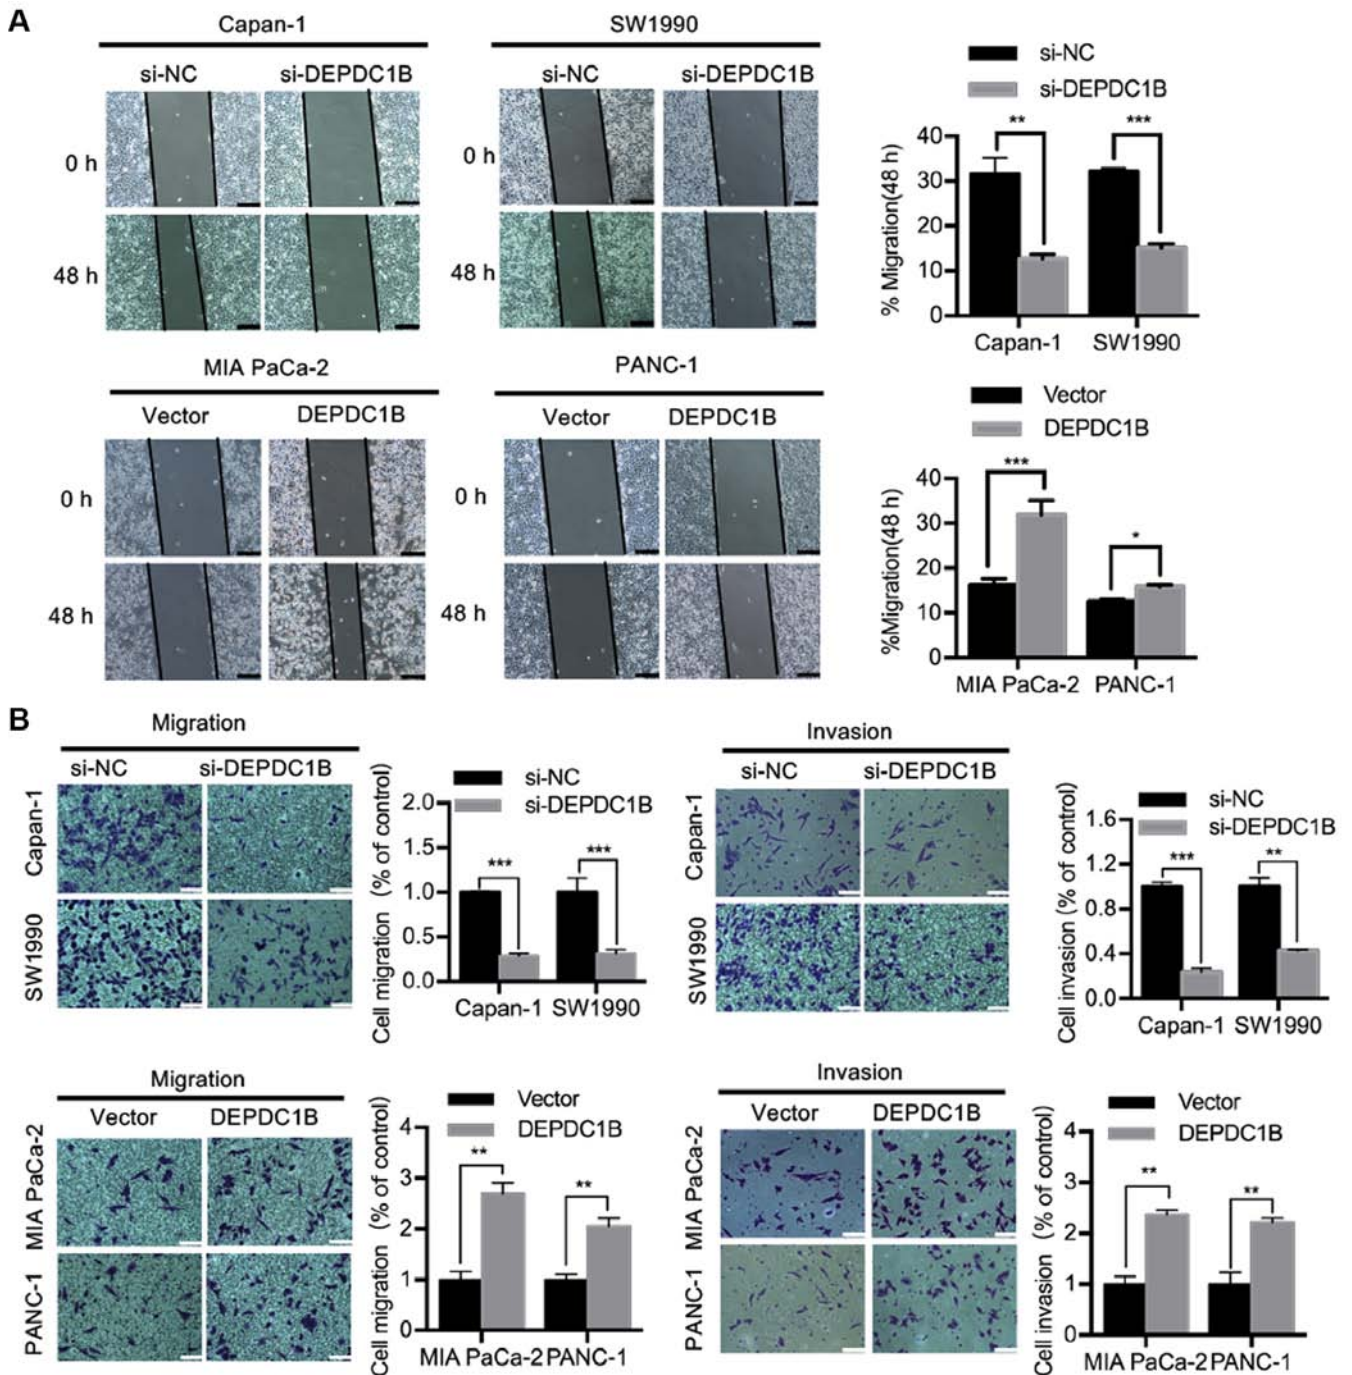 A
Capan-1
si-NC si-DEPDC1B
0 h
48 h
SW1990
si-NC si-DEPDC1B
0 h
48 h
si-NC
si-DEPDC1B
% Migration(48 h)
40
30
20
10
0
** ***
Capan-1 SW1990
MIA PaCa-2
Vector DEPDC1B
0 h
48 h
PANC-1
Vector DEPDC1B
0 h
48 h
Vector
DEPDC1B
%Migration(48 h)
40
30
20
10
0
*** *
MIA PaCa-2 PANC-1
B
Migration
si-NC si-DEPDC1B
Capan-1
SW1990
si-NC
si-DEPDC1B
Cell migration (% of control)
2.0
1.5
1.0
0.5
0.0
*** ***
Capan-1 SW1990
Invasion
si-NC si-DEPDC1B
Capan-1
SW1990
si-NC
si-DEPDC1B
Cell invasion (% of control)
1.6
1.2
0.8
0.4
0.0
*** **
Capan-1 SW1990
Migration
Vector DEPDC1B
MIA PaCa-2
PANC-1
Vector
DEPDC1B
Cell migration (% of control)
4
3
2
1
0
** **
MIA PaCa-2 PANC-1
Invasion
Vector DEPDC1B
MIA PaCa-2
PANC-1
Vector
DEPDC1B
Cell invasion (% of control)
4
3
2
1
0
** **
MIA PaCa-2 PANC-1